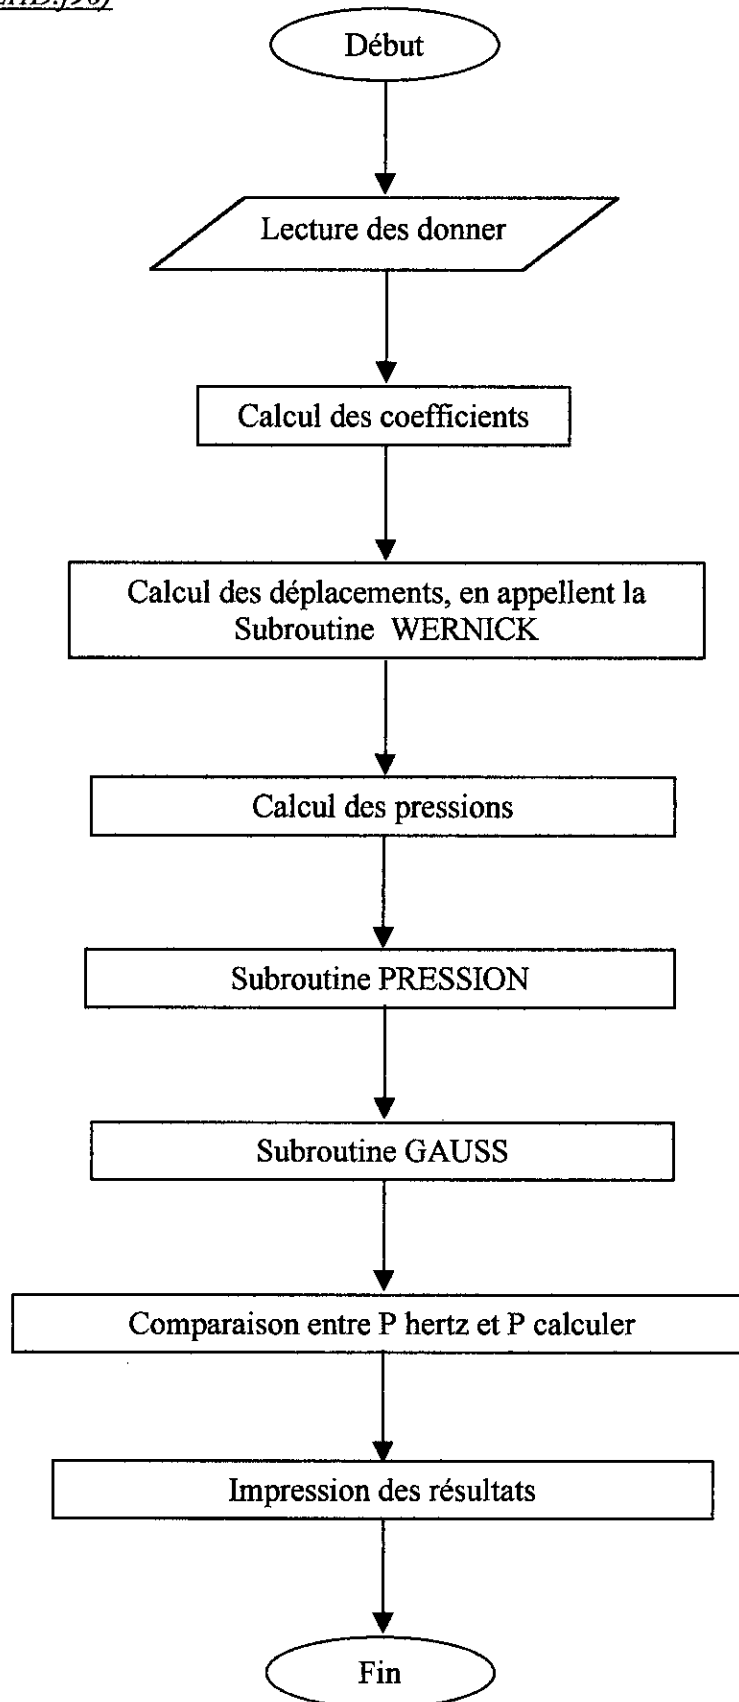 Début
Lecture des donner
Calcul des coefficients
Calcul des déplacements, en appellent la
Subroutine WERNICK
Calcul des pressions
Subroutine PRESSION
Subroutine GAUSS
Comparaison entre P hertz et P calculer
Impression des résultats
Fin